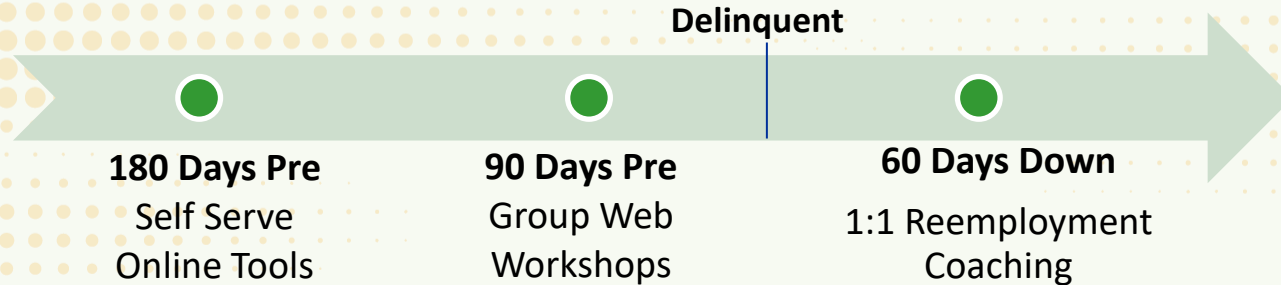 Delinquent
180 Days Pre
Self Serve
Online Tools
90 Days Pre
Group Web
Workshops
60 Days Down
1:1 Reemployment
Coaching